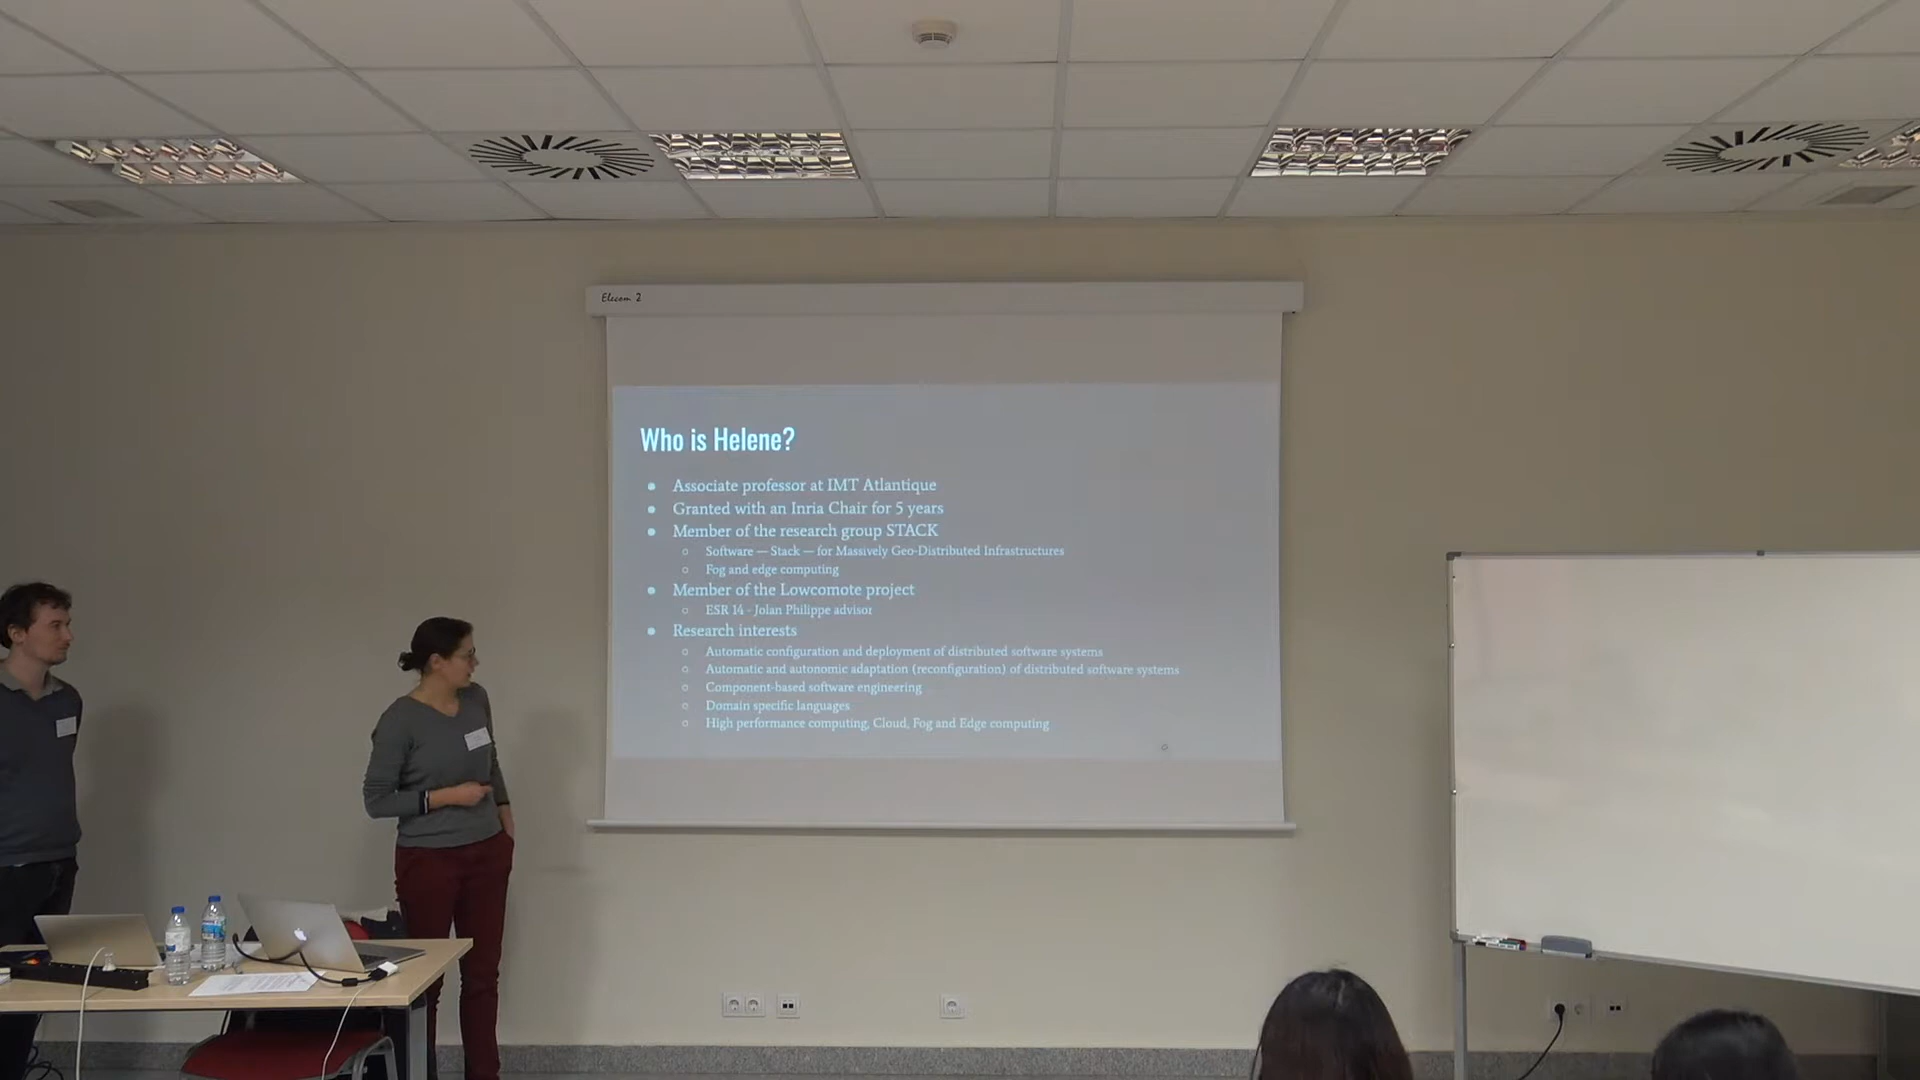 Elecom 2
Who is Helene?
● Associate professor at IMT Atlantique
● Granted with an Inria Chair for 5 years
● Member of the research group STACK
○ Software — Stack — for Massively Geo-Distributed Infrastructures
○ Fog and edge computing
● Member of the Lowcomote project
○ ESR 14 - Jolan Philippe advisor
● Research interests
○ Automatic configuration and deployment of distributed software systems
○ Automatic and autonomic adaptation (reconfiguration) of distributed software systems
○ Component-based software engineering
○ Domain specific languages
○ High performance computing, Cloud, Fog and Edge computing